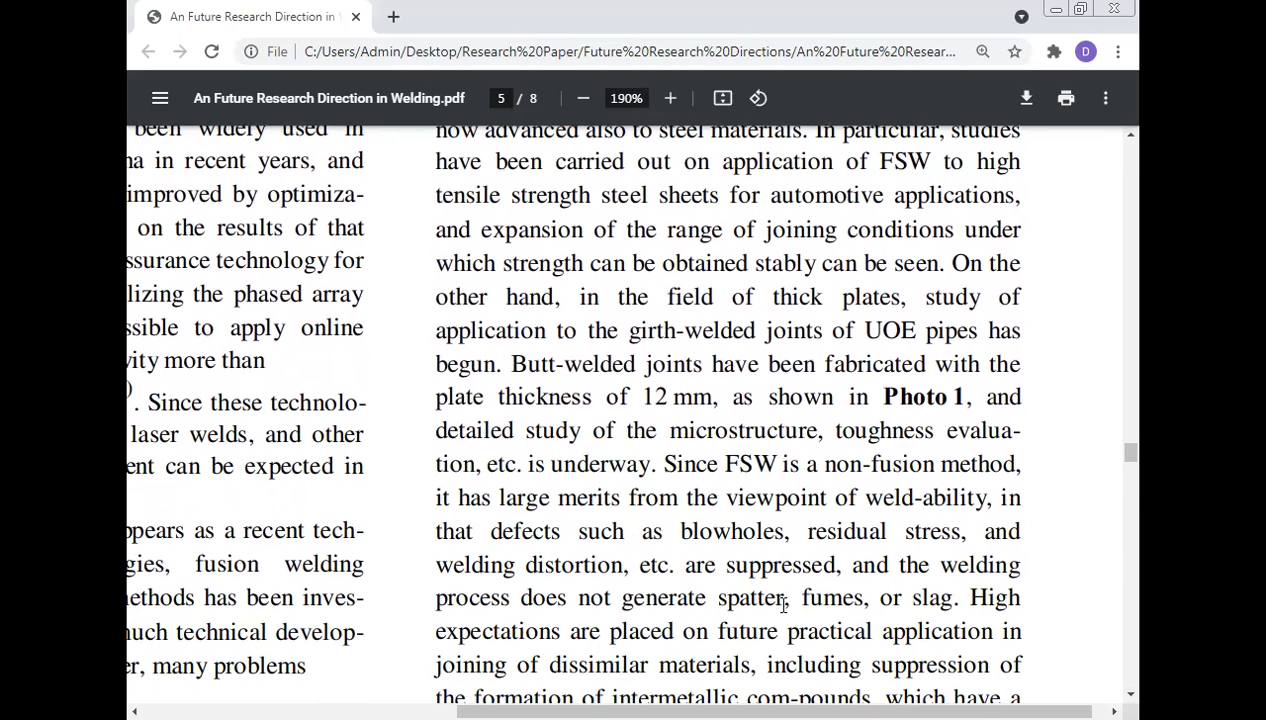 An Future Research Direction in
File
C:/Users/Admin/Desktop/Research%20Paper/Future%20Research%20Directions/An%20Future%20Resear...
D
An Future Research Direction in Welding.pdf
5 / 8
190%
been widely used in
na in recent years, and
improved by optimiza-
on the results of that
ssurance technology for
lizing the phased array
ssible to apply online
vity more than
). Since these technolo-
laser welds, and other
ent can be expected in
ppears as a recent tech-
gies, fusion welding
nethods has been inves-
nuch technical develop-
er, many problems
now advanced also to steel materials. In particular, studies
have been carried out on application of FSW to high
tensile strength steel sheets for automotive applications,
and expansion of the range of joining conditions under
which strength can be obtained stably can be seen. On the
other hand, in the field of thick plates, study of
application to the girth-welded joints of UOE pipes has
begun. Butt-welded joints have been fabricated with the
plate thickness of 12 mm, as shown in Photo 1, and
detailed study of the microstructure, toughness evalua-
tion, etc. is underway. Since FSW is a non-fusion method,
it has large merits from the viewpoint of weld-ability, in
that defects such as blowholes, residual stress, and
welding distortion, etc. are suppressed, and the welding
process does not generate spatter, fumes, or slag. High
expectations are placed on future practical application in
joining of dissimilar materials, including suppression of
the formation of intermetallic com-pounds, which have a